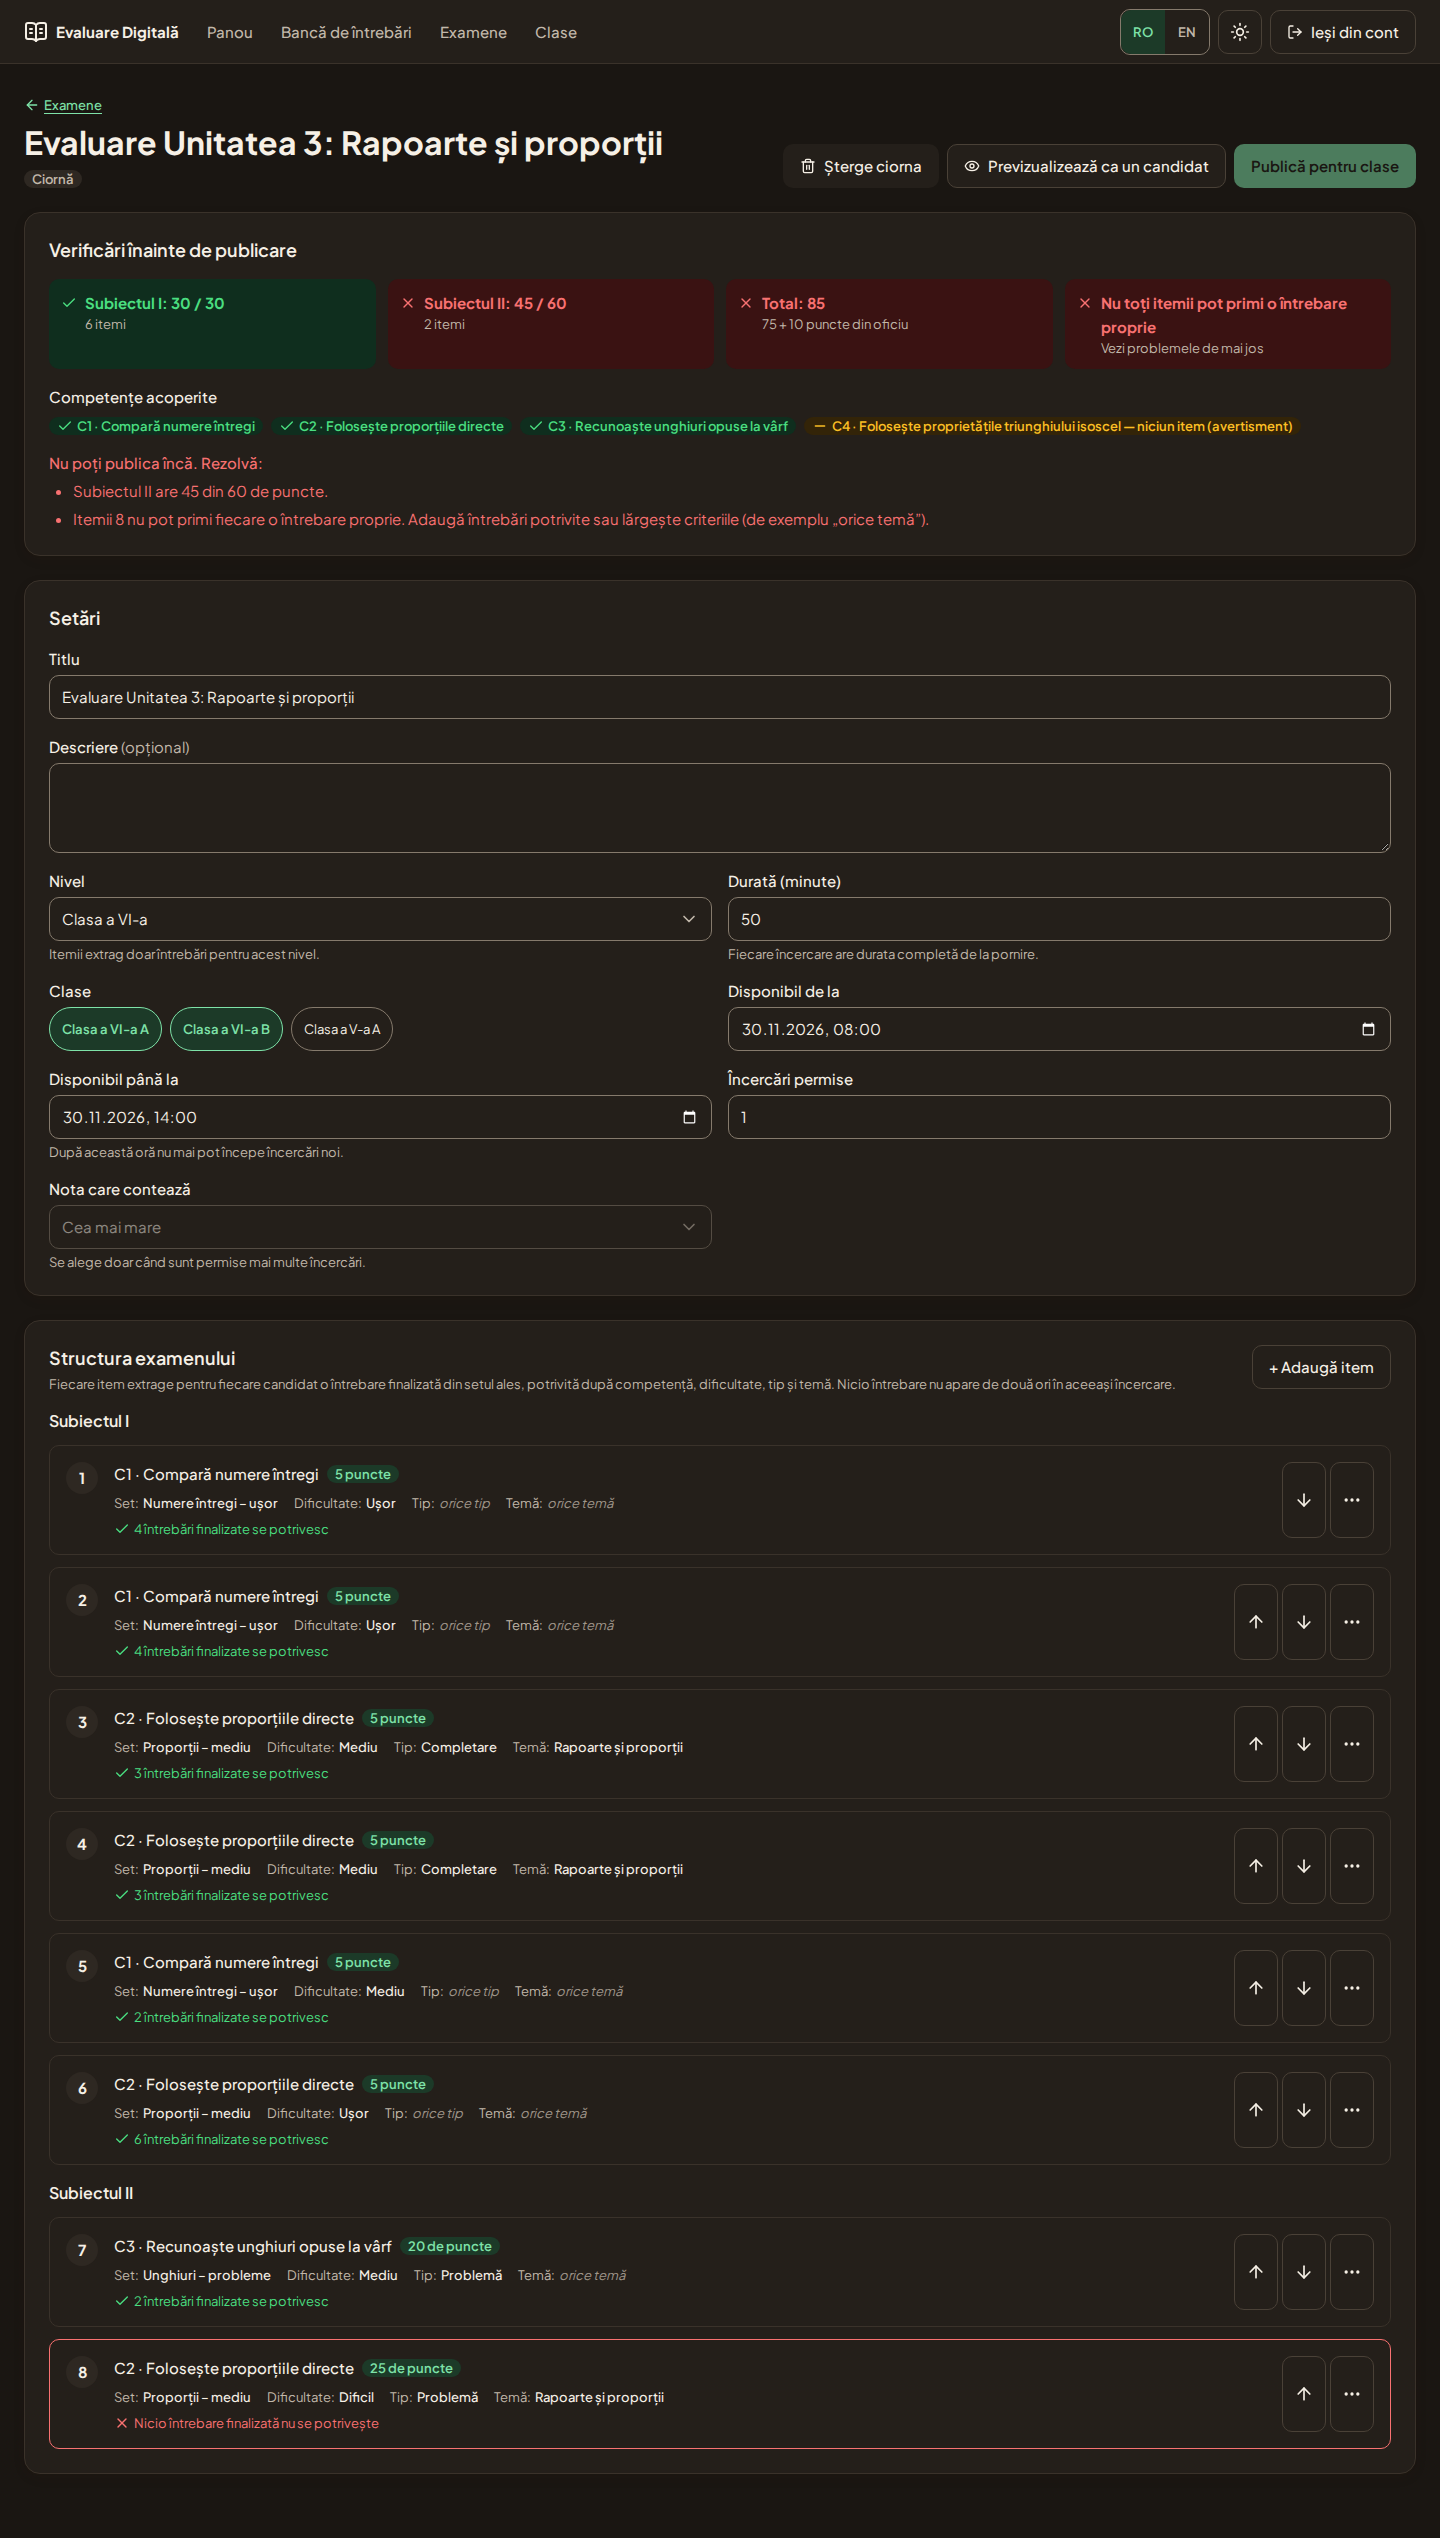 Evaluare Digitală
Panou
Bancă de întrebări
Examene
Clase
RO
EN
Ieși din cont
Examene
Evaluare Unitatea 3: Rapoarte și proporții
Ciornă
Șterge ciorna
Previzualizează ca un candidat
Publică pentru clase
Verificări înainte de publicare
Subiectul I: 30 / 30
6 itemi
Subiectul II: 45 / 60
2 itemi
Total: 85
75 + 10 puncte din oficiu
Nu toți itemii pot primi o întrebare
proprie
Vezi problemele de mai jos
Competențe acoperite
C1 · Compară numere întregi
C2 · Folosește proporțiile directe
C3 · Recunoaște unghiuri opuse la vârf
C4 · Folosește proprietățile triunghiului isoscel — niciun item (avertisment)
Nu poți publica încă. Rezolvă:
• Subiectul II are 45 din 60 de puncte.
• Itemii 8 nu pot primi fiecare o întrebare proprie. Adaugă întrebări potrivite sau lărgește criteriile (de exemplu „orice temă”).
Setări
Titlu
Evaluare Unitatea 3: Rapoarte și proporții
Descriere (opțional)
Nivel
Clasa a VI-a
Itemii extrag doar întrebări pentru acest nivel.
Durată (minute)
50
Fiecare încercare are durata completă de la pornire.
Clase
Clasa a VI-a A
Clasa a VI-a B
Clasa a V-a A
Disponibil de la
30.11.2026, 08:00
Disponibil până la
30.11.2026, 14:00
După această oră nu mai pot începe încercări noi.
Încercări permise
1
Nota care contează
Cea mai mare
Se alege doar când sunt permise mai multe încercări.
Structura examenului
Fiecare item extrage pentru fiecare candidat o întrebare finalizată din setul ales, potrivită după competență, dificultate, tip și temă. Nicio întrebare nu apare de două ori în aceeași încercare.
+ Adaugă item
Subiectul I
1
C1 · Compară numere întregi 5 puncte
Set: Numere întregi – ușor Dificultate: Ușor Tip: orice tip Temă: orice temă
4 întrebări finalizate se potrivesc
2
C1 · Compară numere întregi 5 puncte
Set: Numere întregi – ușor Dificultate: Ușor Tip: orice tip Temă: orice temă
4 întrebări finalizate se potrivesc
3
C2 · Folosește proporțiile directe 5 puncte
Set: Proporții – mediu Dificultate: Mediu Tip: Completare Temă: Rapoarte și proporții
3 întrebări finalizate se potrivesc
4
C2 · Folosește proporțiile directe 5 puncte
Set: Proporții – mediu Dificultate: Mediu Tip: Completare Temă: Rapoarte și proporții
3 întrebări finalizate se potrivesc
5
C1 · Compară numere întregi 5 puncte
Set: Numere întregi – ușor Dificultate: Mediu Tip: orice tip Temă: orice temă
2 întrebări finalizate se potrivesc
6
C2 · Folosește proporțiile directe 5 puncte
Set: Proporții – mediu Dificultate: Ușor Tip: orice tip Temă: orice temă
6 întrebări finalizate se potrivesc
Subiectul II
7
C3 · Recunoaște unghiuri opuse la vârf 20 de puncte
Set: Unghiuri – probleme Dificultate: Mediu Tip: Problemă Temă: orice temă
2 întrebări finalizate se potrivesc
8
C2 · Folosește proporțiile directe 25 de puncte
Set: Proporții – mediu Dificultate: Dificil Tip: Problemă Temă: Rapoarte și proporții
Nicio întrebare finalizată nu se potrivește